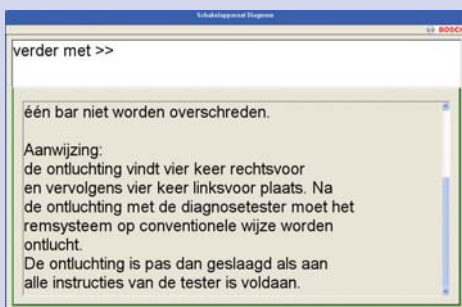 Schakelapparaat Diagnose
BOSCH
verder met >>
één bar niet worden overschreden.
Aanwijzing:
de ontluchting vindt vier keer rechtsvoor
en vervolgens vier keer linksvoor plaats. Na
de ontluchting met de diagnosetester moet het
remsysteem op conventionele wijze worden
ontlucht.
De ontluchting is pas dan geslaagd als aan
alle instructies van de tester is voldaan.